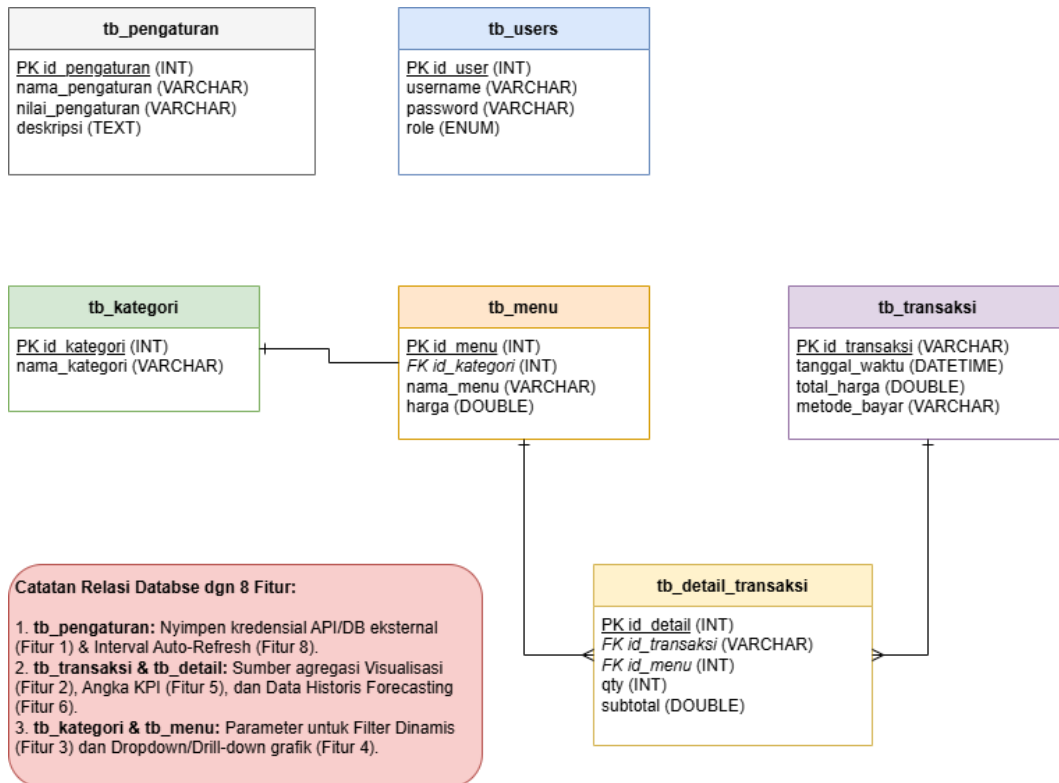 tb_pengaturan
PK id_pengaturan (INT)
nama_pengaturan (VARCHAR)
nilai_pengaturan (VARCHAR)
deskripsi (TEXT)
tb_users
PK id_user (INT)
username (VARCHAR)
password (VARCHAR)
role (ENUM)
tb_kategori
PK id_kategori (INT)
nama_kategori (VARCHAR)
tb_menu
PK id_menu (INT)
FK id_kategori (INT)
nama_menu (VARCHAR)
harga (DOUBLE)
tb_transaksi
PK id_transaksi (VARCHAR)
tanggal_waktu (DATETIME)
total_harga (DOUBLE)
metode_bayar (VARCHAR)
Catatan Relasi Databse dgn 8 Fitur:
1. tb_pengaturan: Nyimpen kredensial API/DB eksternal
(Fitur 1) & Interval Auto-Refresh (Fitur 8).
2. tb_transaksi & tb_detail: Sumber agregasi Visualisasi
(Fitur 2), Angka KPI (Fitur 5), dan Data Historis Forecasting
(Fitur 6).
3. tb_kategori & tb_menu: Parameter untuk Filter Dinamis
(Fitur 3) dan Dropdown/Drill-down grafik (Fitur 4).
tb_detail_transaksi
PK id_detail (INT)
FK id_transaksi (VARCHAR)
FK id_menu (INT)
qty (INT)
subtotal (DOUBLE)